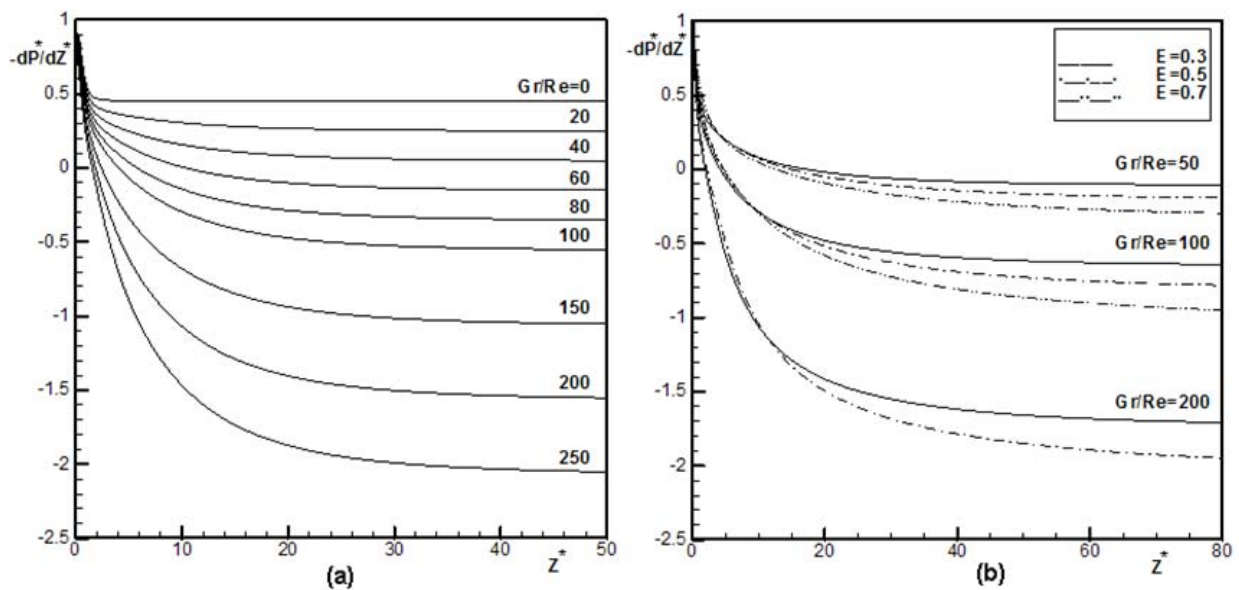 1
-dP*/dZ*
0.5
0
-0.5
-1
-1.5
-2
-2.5
Gr/Re=0
20
40
60
80
100
150
200
250
0 10 20 30 40 50
Z*
(a)
1
-dP*/dZ*
0.5
0
-0.5
-1
-1.5
-2
-2.5
E=0.3
E=0.5
E=0.7
Gr/Re=50
Gr/Re=100
Gr/Re=200
0 20 40 60 80
Z*
(b)